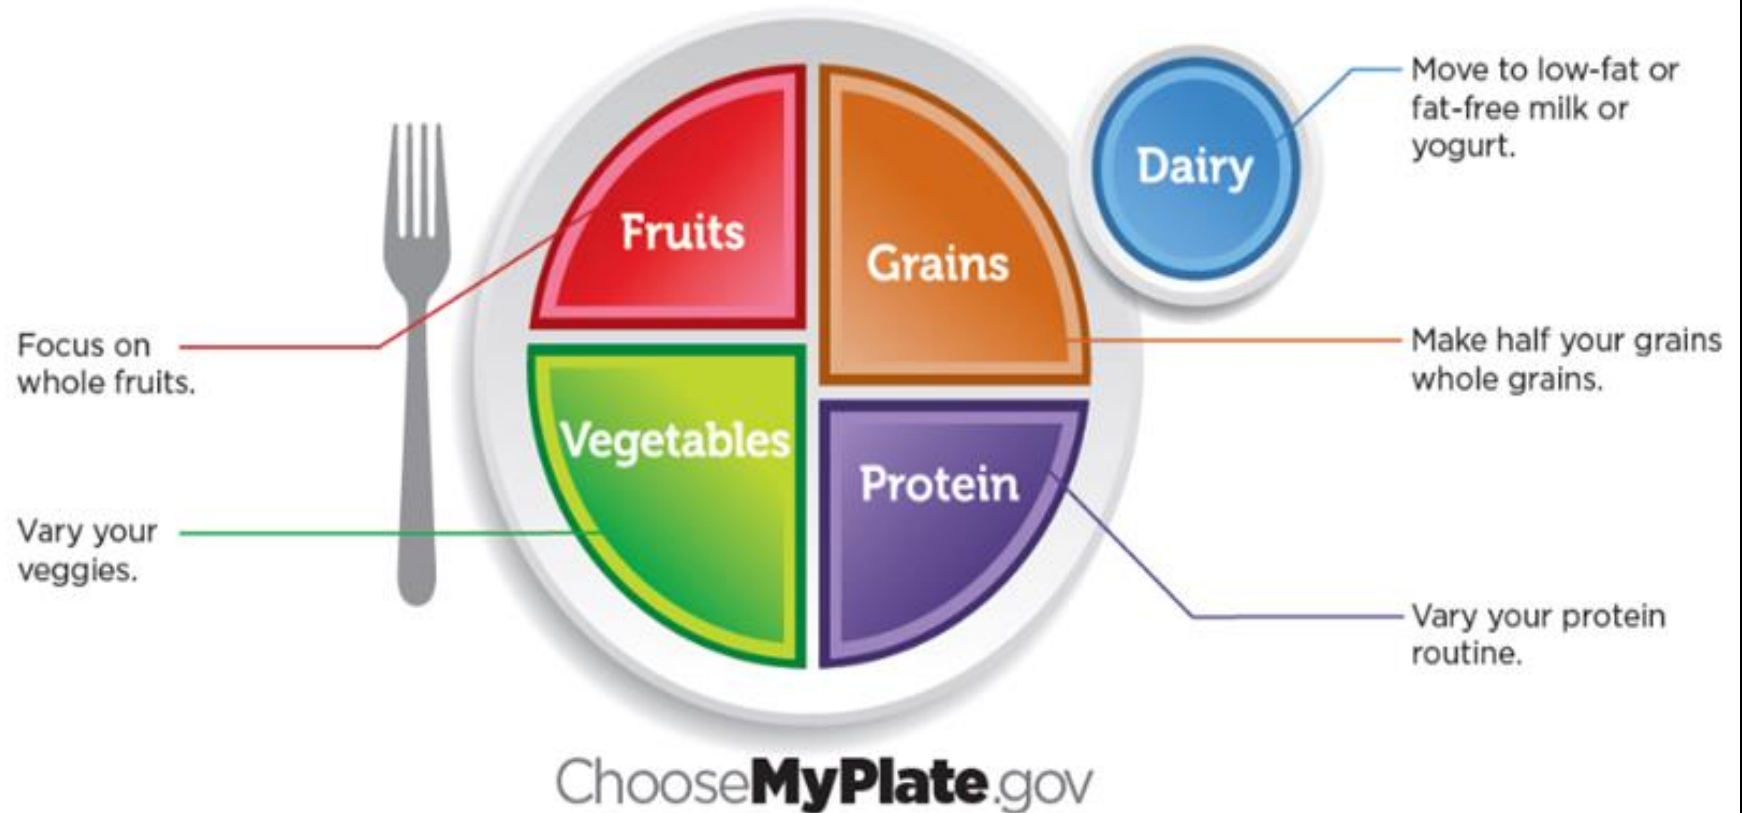 Fruits
Grains
Dairy
Vegetables
Protein
Move to low-fat or
fat-free milk or
yogurt.
Focus on
whole fruits.
Make half your grains
whole grains.
Vary your
veggies.
Vary your protein
routine.
ChooseMyPlate.gov